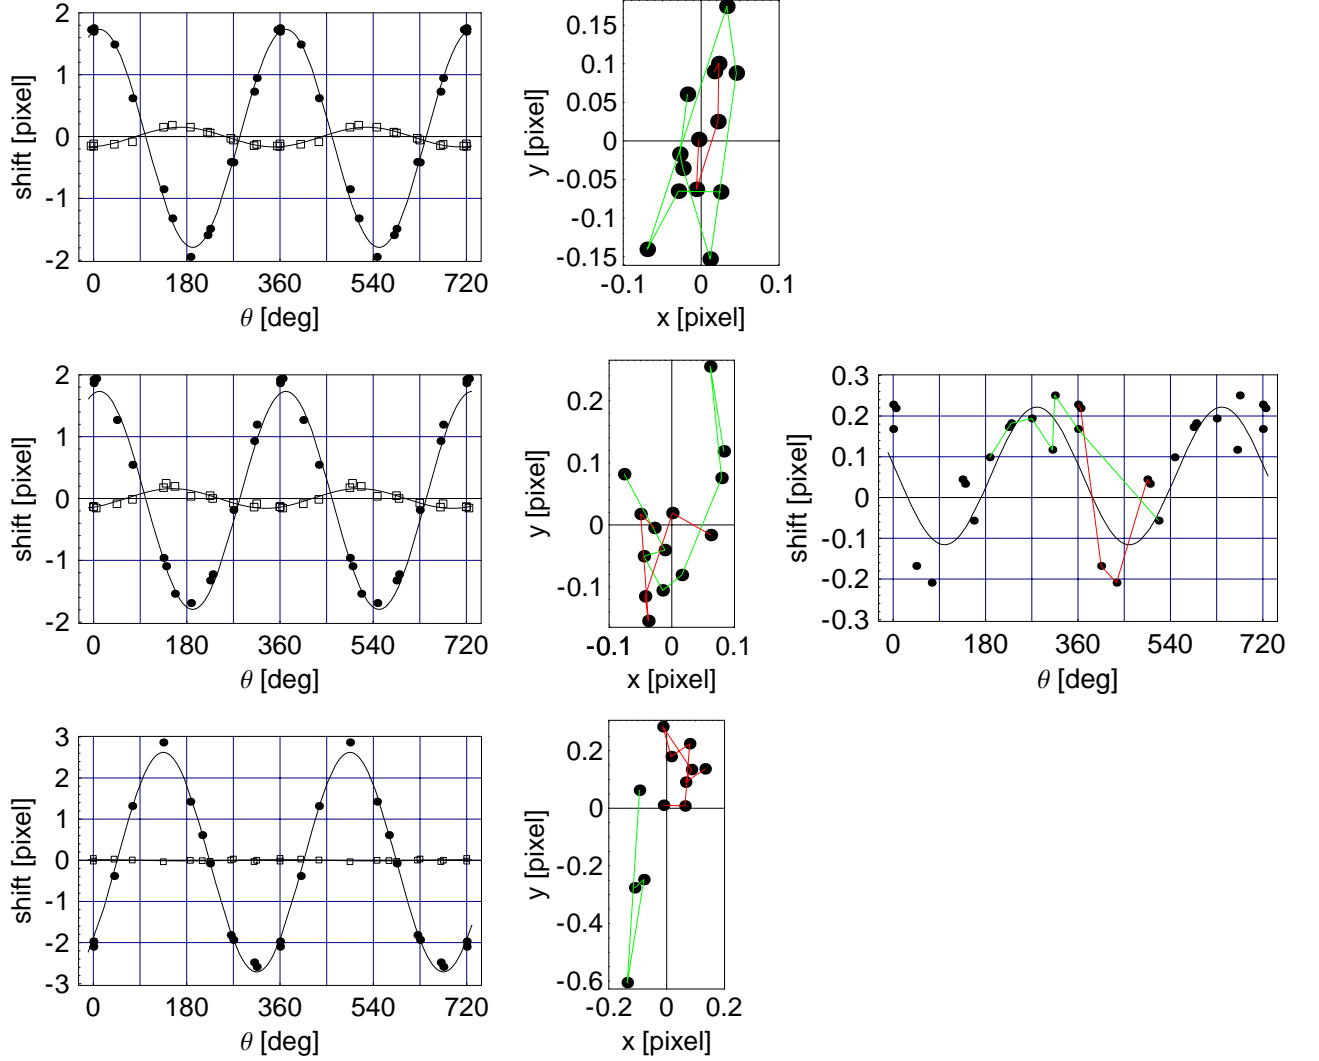 2
1
0
-1
-2
shift [pixel]
0 180 360 540 720
θ [deg]
0.15
0.1
0.05
0
-0.05
-0.1
-0.15
y [pixel]
-0.1 0 0.1
x [pixel]
2
1
0
-1
-2
shift [pixel]
0 180 360 540 720
θ [deg]
0.2
0.1
0
-0.1
y [pixel]
-0.1 0 0.1
x [pixel]
0.3
0.2
0.1
0
-0.1
-0.2
-0.3
shift [pixel]
0 180 360 540 720
θ [deg]
3
2
1
0
-1
-2
-3
shift [pixel]
0 180 360 540 720
θ [deg]
0.2
0
-0.2
-0.4
-0.6
y [pixel]
-0.2 0 0.2
x [pixel]